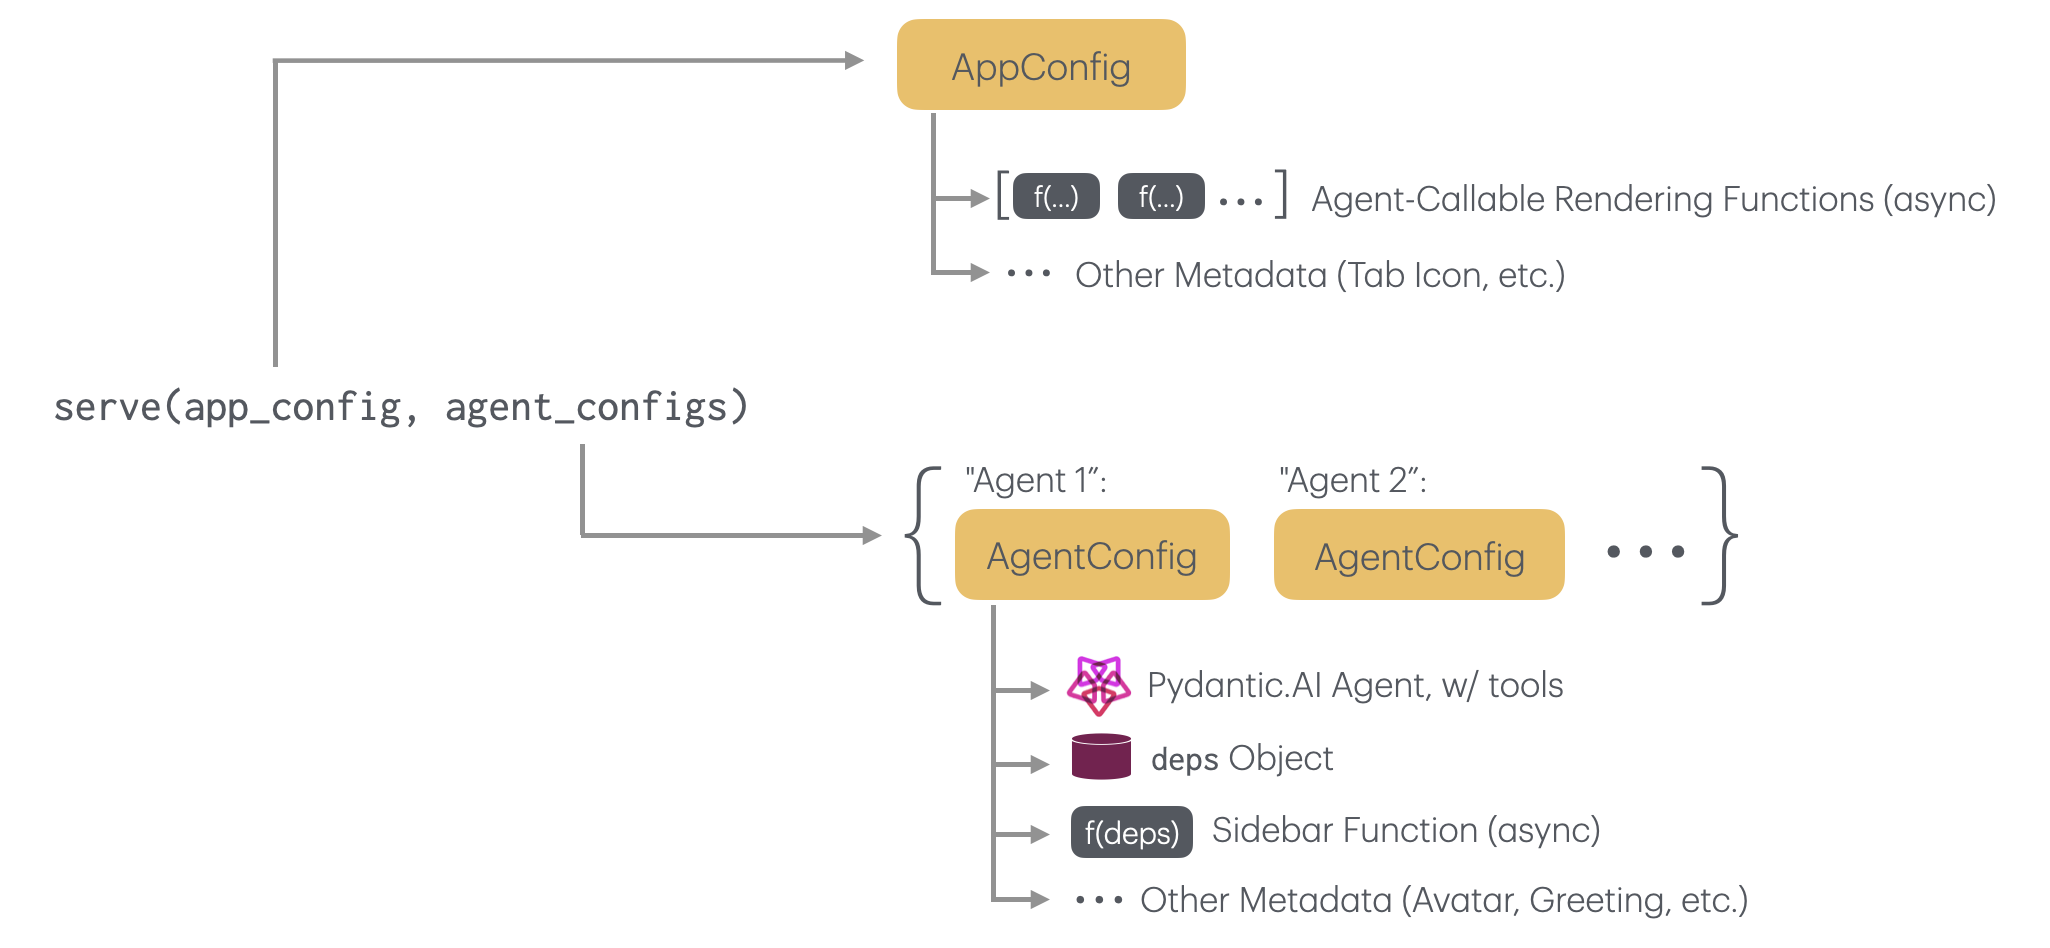 AppConfig
[ f(...) f(...) ... ] Agent-Callable Rendering Functions (async)
... Other Metadata (Tab Icon, etc.)
serve(app_config, agent_configs)
"Agent 1”: "Agent 2”:
{ AgentConfig AgentConfig ... }
Pydantic.AI Agent, w/ tools
deps Object
f(deps) Sidebar Function (async)
... Other Metadata (Avatar, Greeting, etc.)